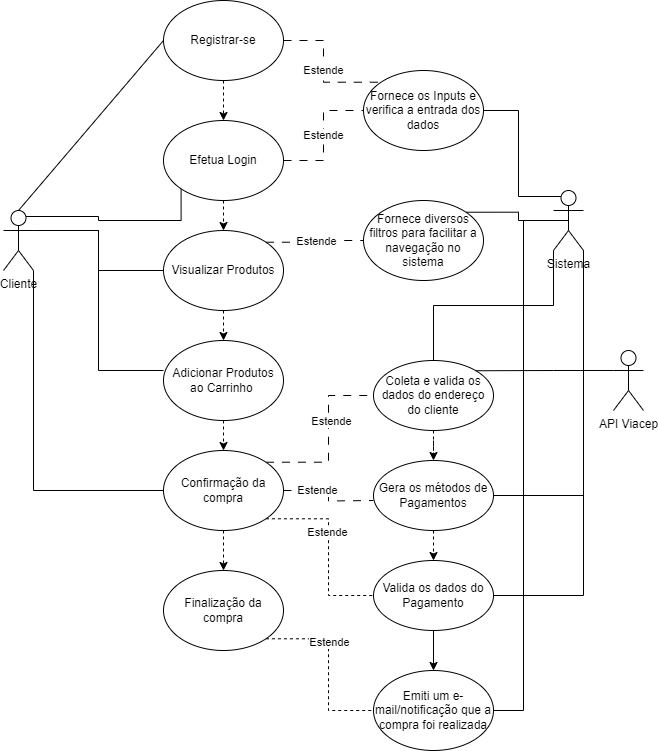 Registrar-se
Estende
Fornece os Inputs e
verifica a entrada dos
dados
Estende
Efetua Login
Fornece diversos
filtros para facilitar a
navegação no
sistema
Estende
Sistema
Visualizar Produtos
Cliente
Adicionar Produtos
ao Carrinho
Coleta e valida os
dados do endereço
do cliente
Estende
API Viacep
Confirmação da
compra
Estende
Gera os métodos de
Pagamentos
Estende
Valida os dados do
Pagamento
Finalização da
compra
Estende
Emiti um e-
mail/notificação que a
compra foi realizada